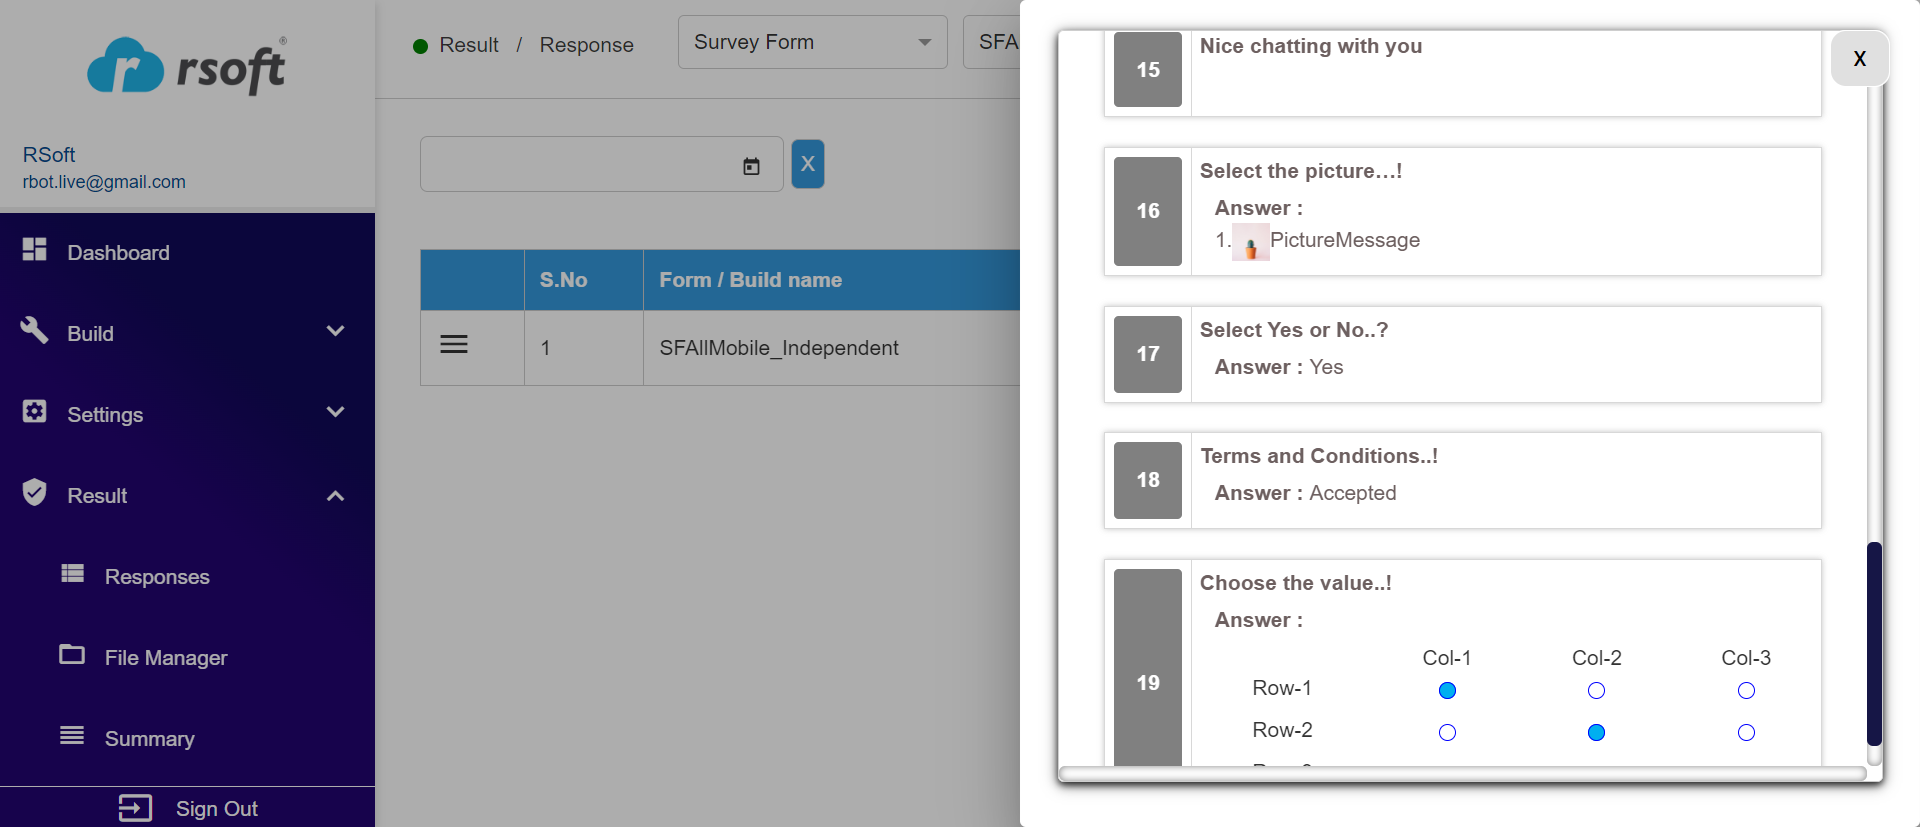 rsoft®
RSoft
rbot.live@gmail.com
Dashboard
Build
Settings
Result
Responses
File Manager
Summary
Sign Out
Result / Response
Survey Form
SFA
X
S.No
Form / Build name
1
SFAllMobile_Independent
X
15
Nice chatting with you
16
Select the picture...!
Answer :
1. PictureMessage
17
Select Yes or No..?
Answer : Yes
18
Terms and Conditions..!
Answer : Accepted
19
Choose the value..!
Answer :
Col-1 Col-2 Col-3
Row-1
Row-2